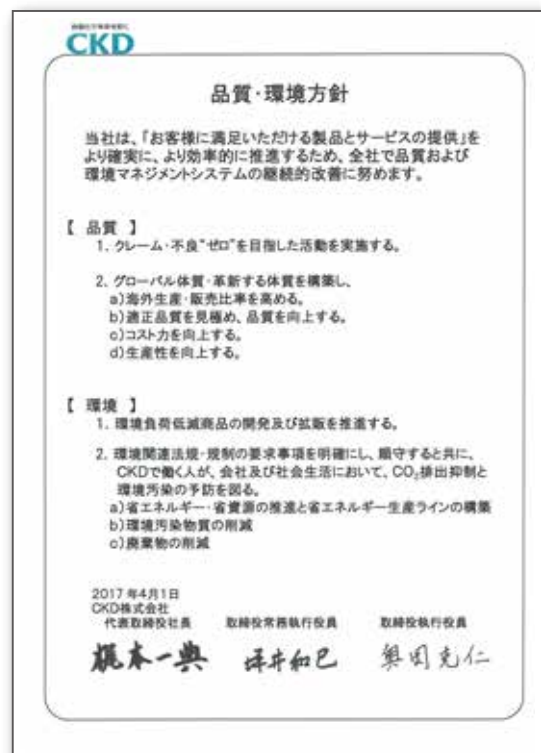 CKD
品質・環境方針
当社は、「お客様に満足いただける製品とサービスの提供」を
より確実に、より効率的に推進するため、全社で品質および
環境マネジメントシステムの継続的改善に努めます。
【 品質 】
1. クレーム・不良“ゼロ”を目指した活動を実施する。
2. グローバル体質・革新する体質を構築し、
a)海外生産・販売比率を高める。
b)適正品質を見極め、品質を向上する。
c)コスト力を向上する。
d)生産性を向上する。
【 環境 】
1. 環境負荷低減商品の開発及び拡販を推進する。
2. 環境関連法規・規制の要求事項を明確にし、順守すると共に、
CKDで働く人が、会社及び社会生活において、CO₂排出抑制と
環境汚染の予防を図る。
a)省エネルギー・省資源の推進と省エネルギー生産ラインの構築
b)環境汚染物質の削減
c)廃棄物の削減
2017年4月1日
CKD株式会社
代表取締役社長 取締役常務執行役員 取締役執行役員
梶本一典 坪井和巳 奥岡克仁